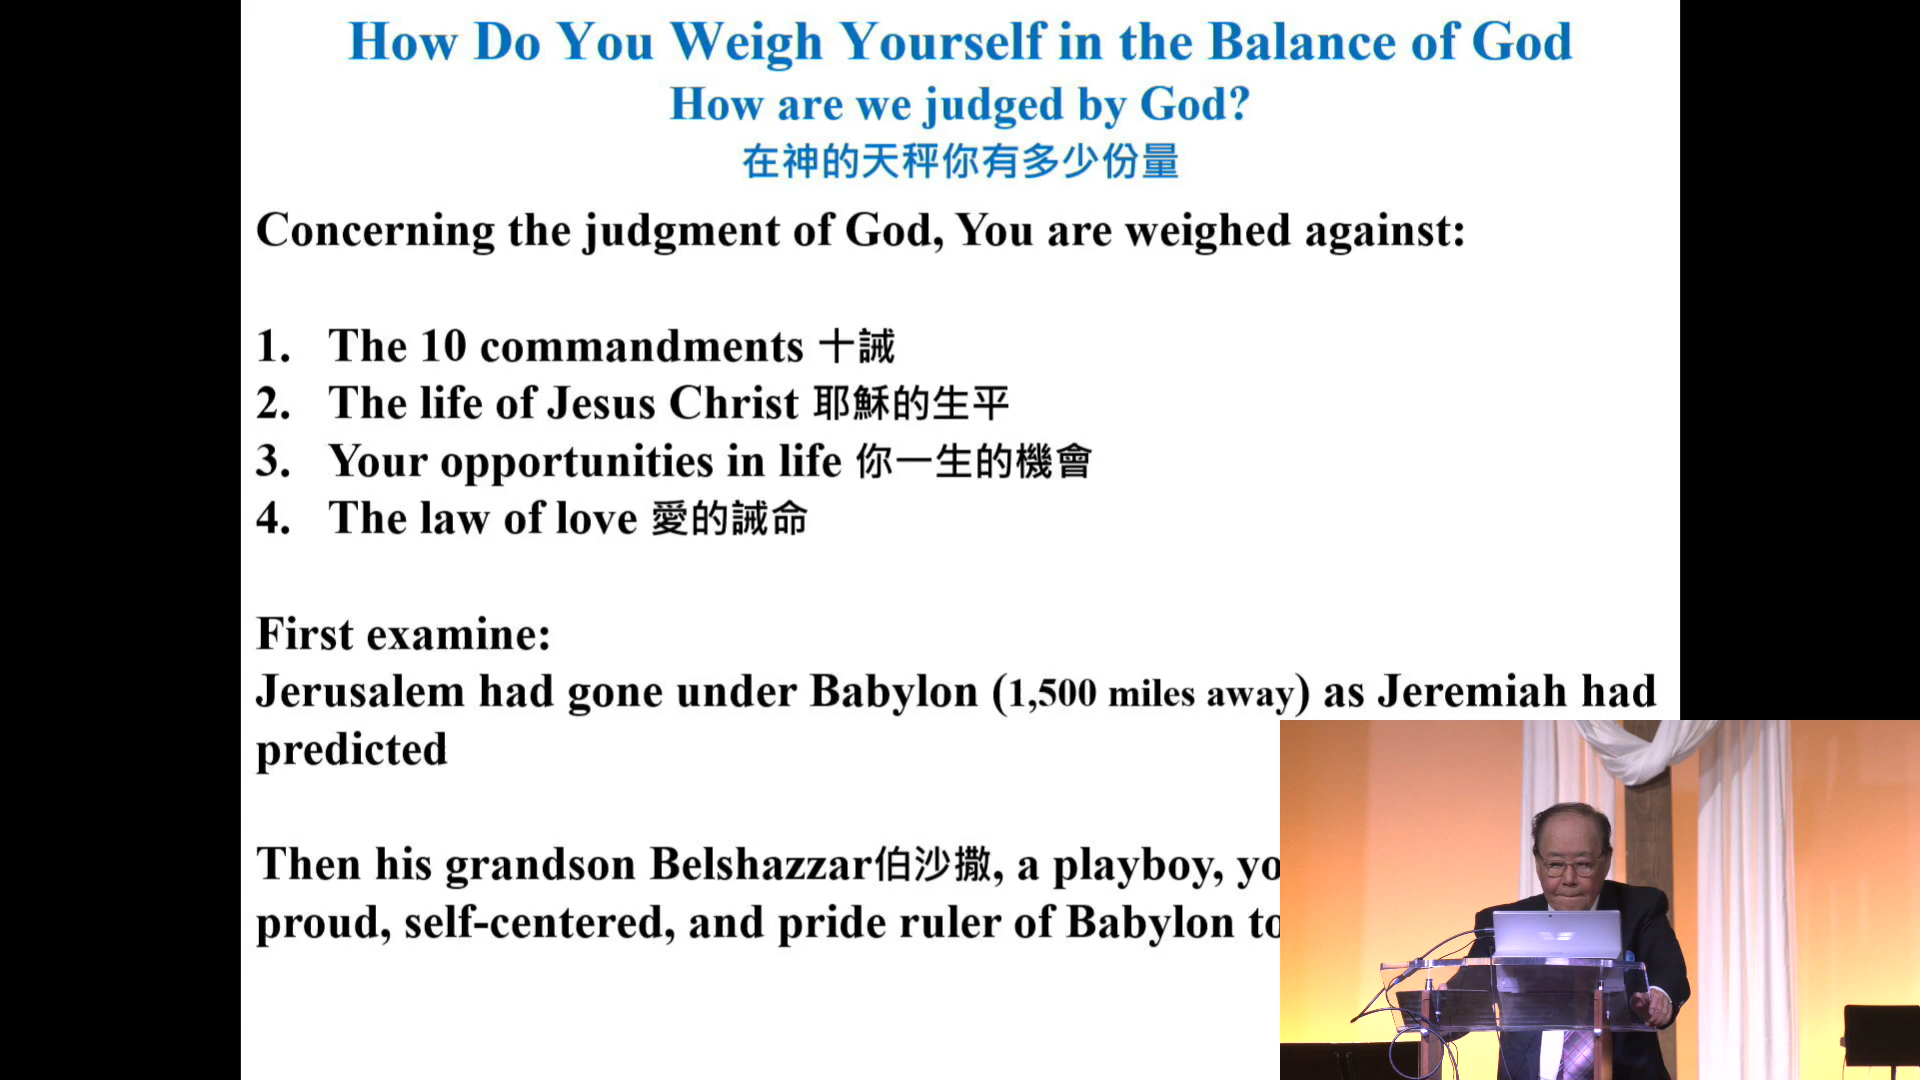 How Do You Weigh Yourself in the Balance of God
How are we judged by God?
在神的天秤你有多少份量
Concerning the judgment of God, You are weighed against:
1. The 10 commandments 十誡
2. The life of Jesus Christ 耶穌的生平
3. Your opportunities in life 你一生的機會
4. The law of love 愛的誡命
First examine:
Jerusalem had gone under Babylon (1,500 miles away) as Jeremiah had
predicted
Then his grandson Belshazzar伯沙撒, a playboy,
proud, self-centered, and pride ruler of Babylon